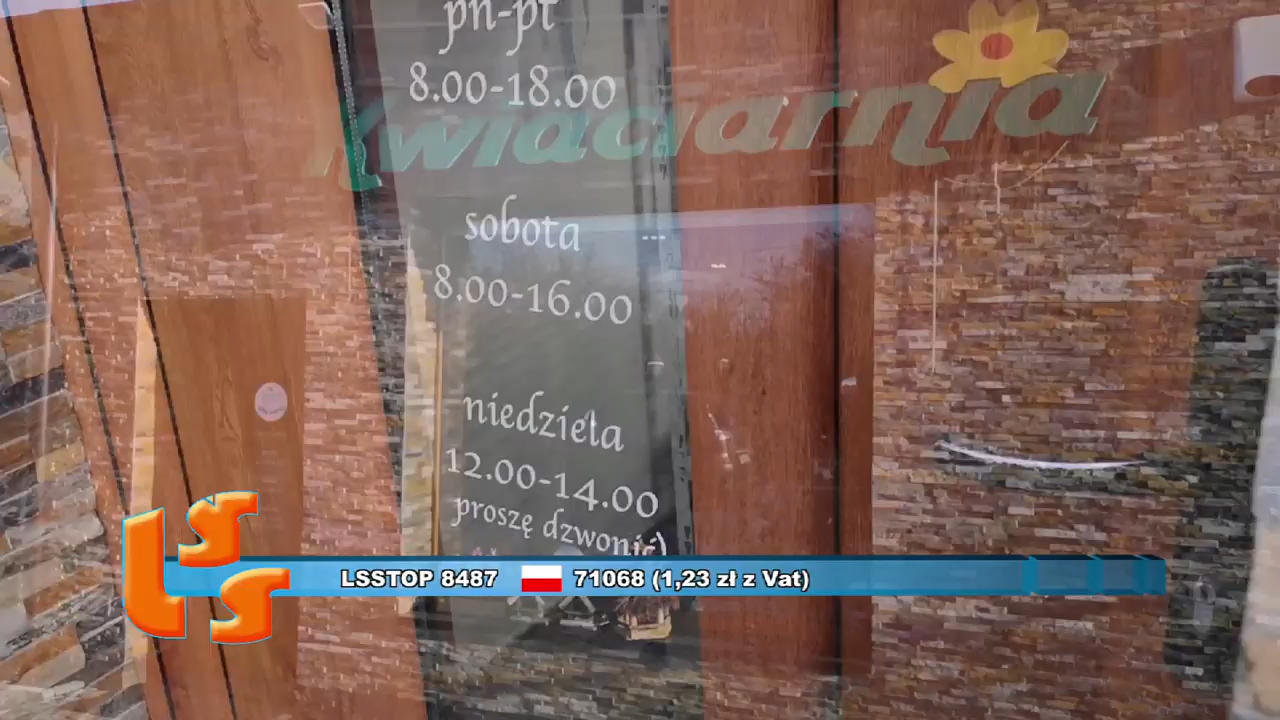 pn-pt
8.00-18.00
Kwiaciarnia
sobota
8.00-16.00
niedziela
12.00-14.00
proszę dzwonić)
LSS
LSSTOP 8487 71068 (1,23 zł z Vat)